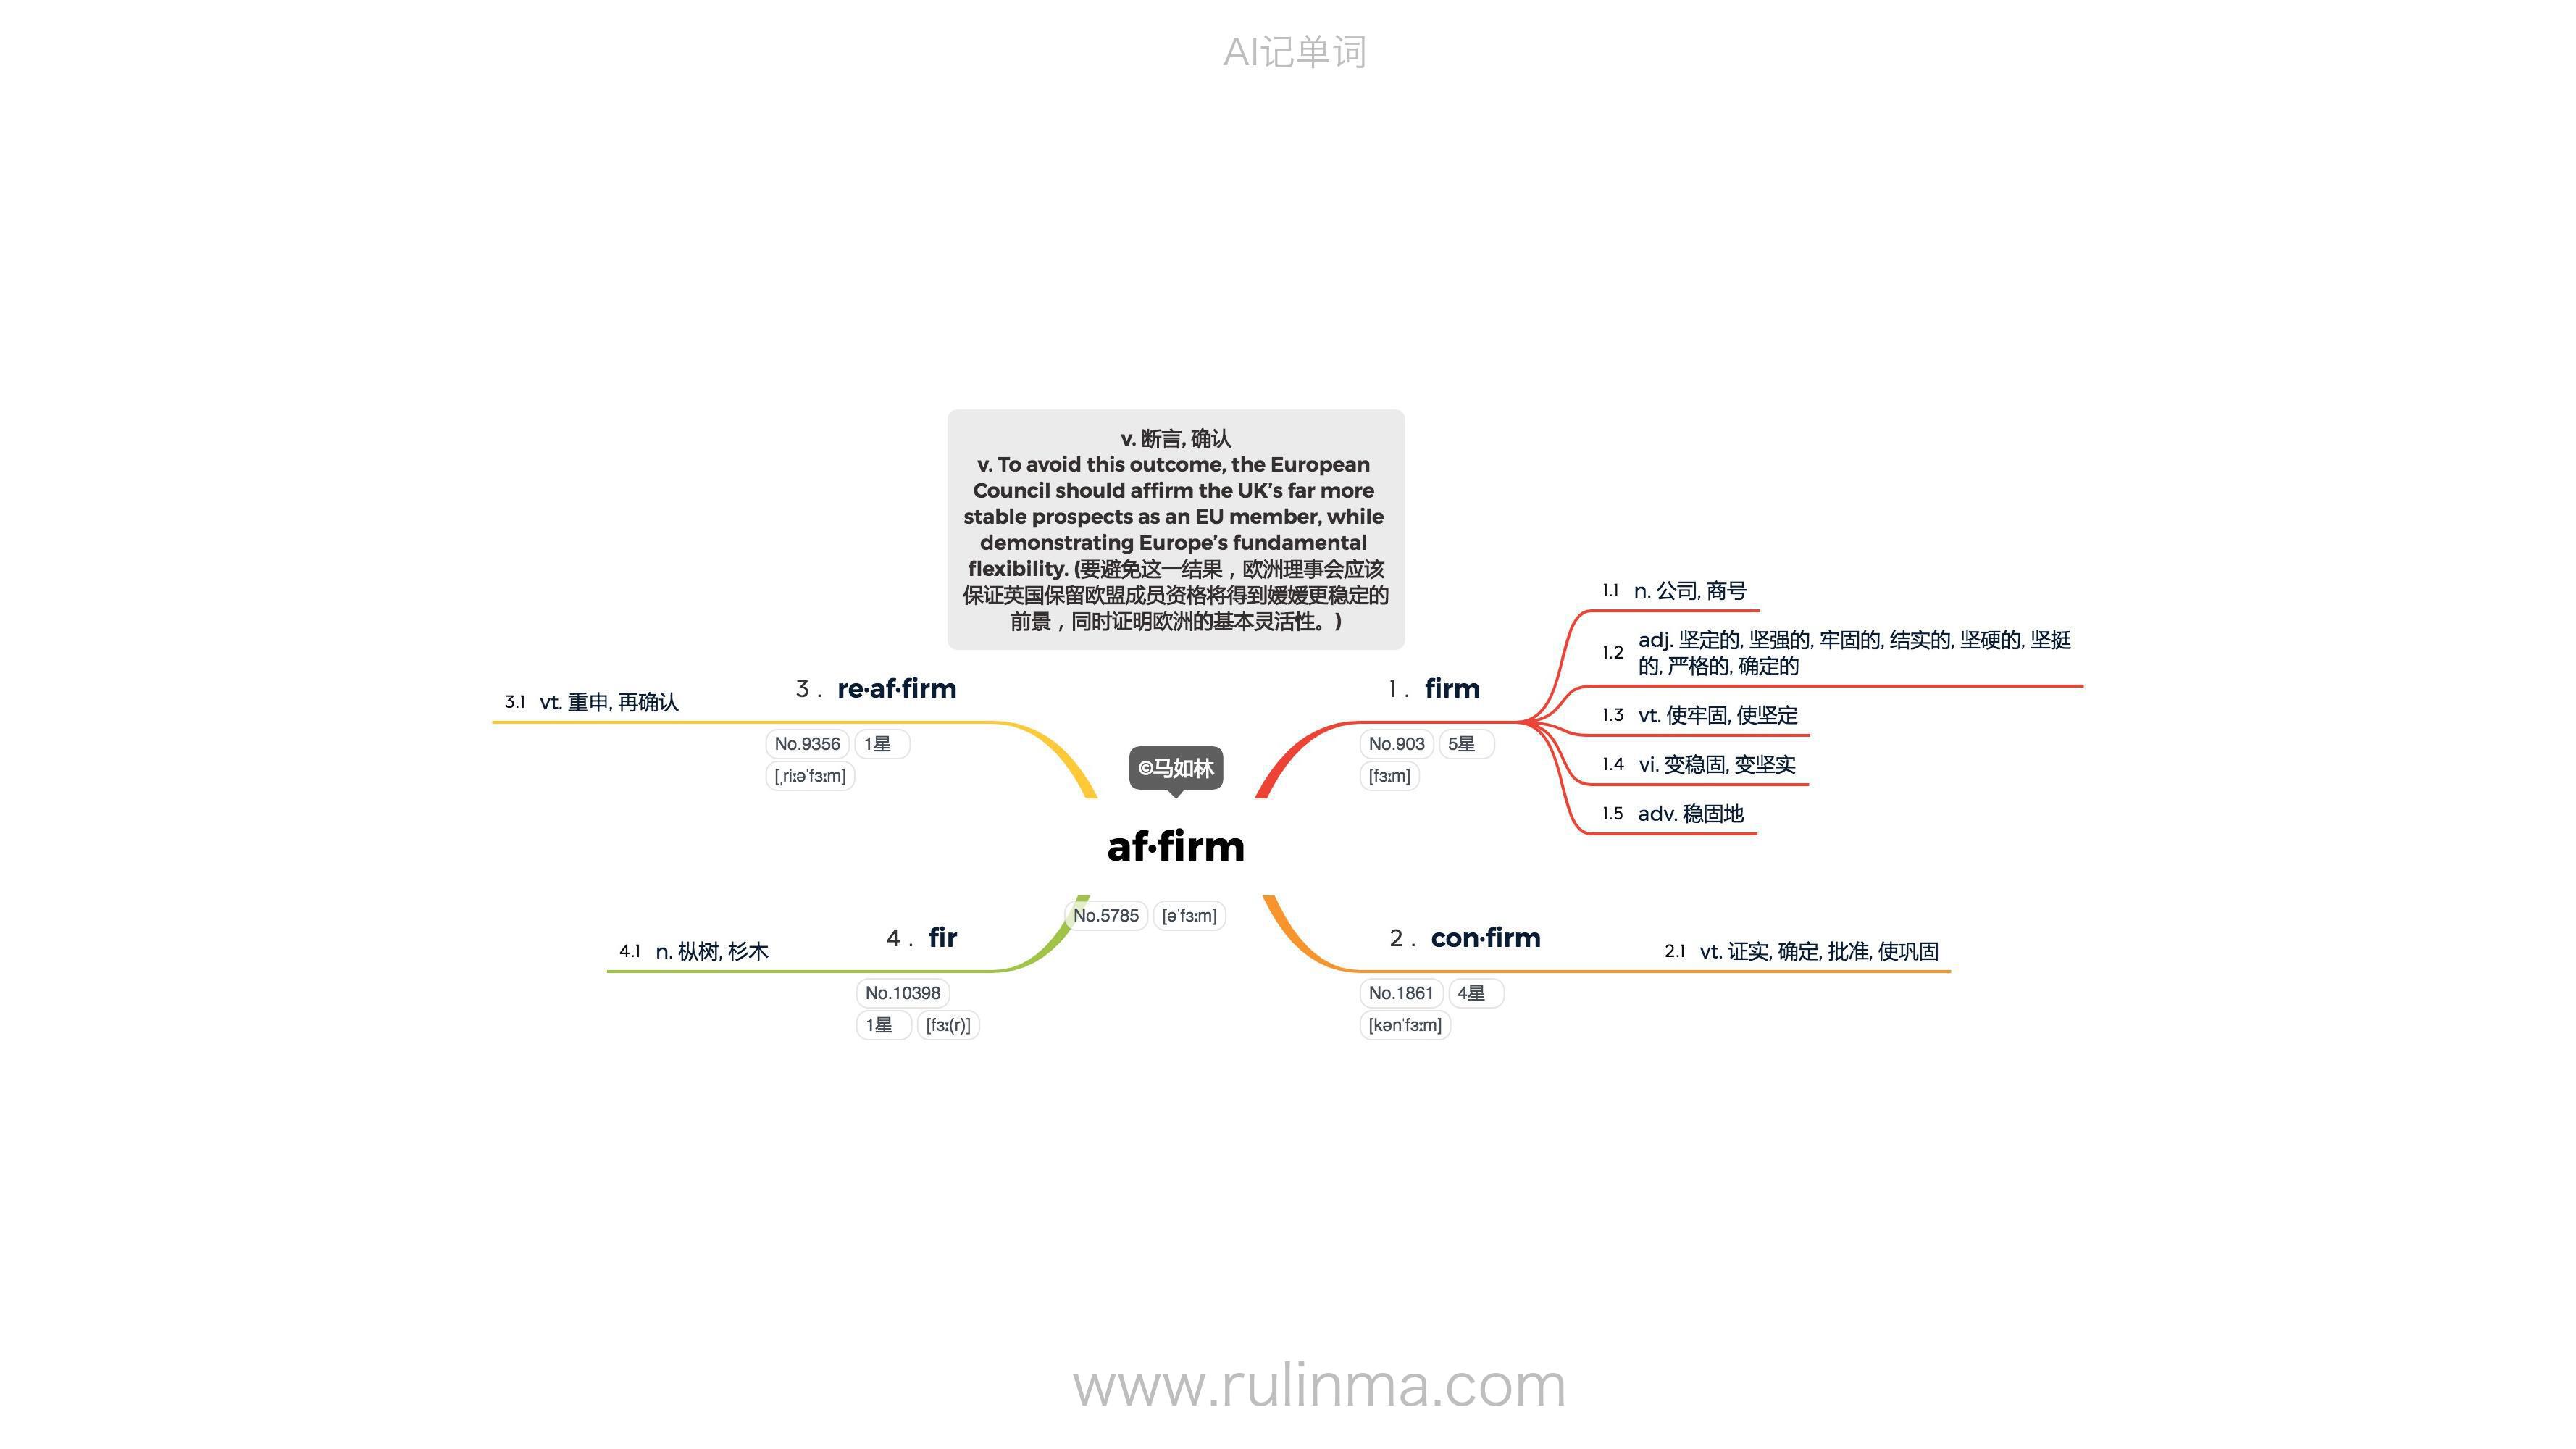 AI记单词
v. 断言, 确认
v. To avoid this outcome, the European
Council should affirm the UK’s far more
stable prospects as an EU member, while
demonstrating Europe’s fundamental
flexibility. (要避免这一结果，欧洲理事会应该
保证英国保留欧盟成员资格将得到媛媛更稳定的
前景，同时证明欧洲的基本灵活性。)
©马如林
af·firm
No.5785 [əˈfɜːm]
1. firm
No.903 5星
[fɜːm]
1.1 n. 公司, 商号
1.2 adj. 坚定的, 坚强的, 牢固的, 结实的, 坚硬的, 坚挺
的, 严格的, 确定的
1.3 vt. 使牢固, 使坚定
1.4 vi. 变稳固, 变坚实
1.5 adv. 稳固地
2. con·firm
No.1861 4星
[kənˈfɜːm]
2.1 vt. 证实, 确定, 批准, 使巩固
3. re·af·firm
No.9356 1星
[ˌriːəˈfɜːm]
3.1 vt. 重申, 再确认
4. fir
No.10398
1星 [fɜː(r)]
4.1 n. 枞树, 杉木
www.rulinma.com